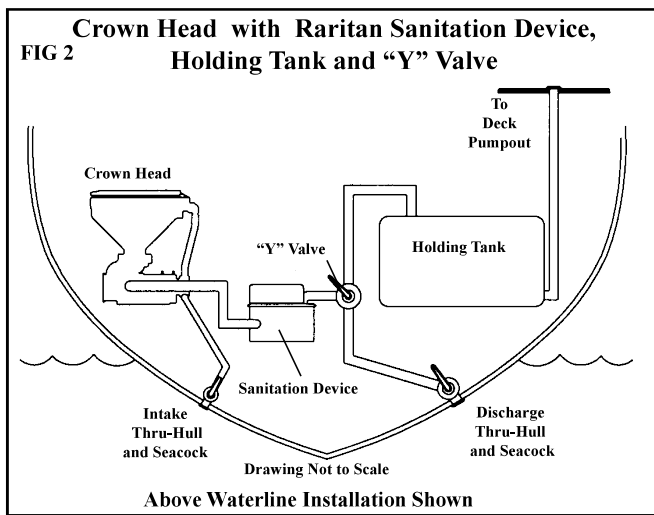 Crown Head with Raritan Sanitation Device,
FIG 2
Holding Tank and “Y” Valve
To
Deck
Pumpout
Crown Head
“Y” Valve
Holding Tank
Sanitation Device
Intake
Thru-Hull
and Seacock
Discharge
Thru-Hull
and Seacock
Drawing Not to Scale
Above Waterline Installation Shown